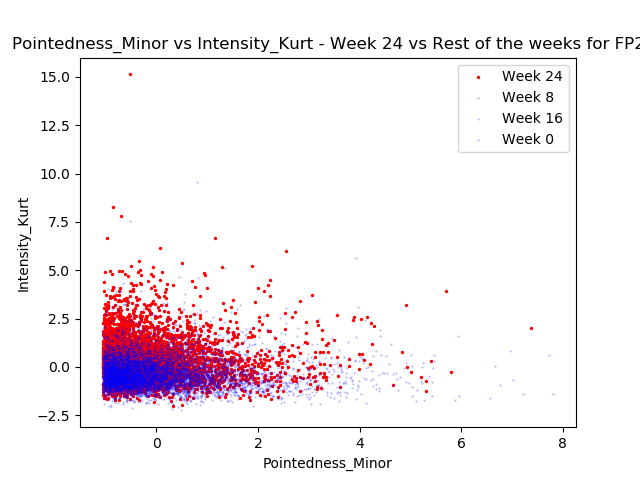 Pointedness_Minor vs Intensity_Kurt - Week 24 vs Rest of the weeks for FP2
Week 24
Week 8
Week 16
Week 0
15.0
12.5
10.0
7.5
5.0
2.5
0.0
−2.5
Intensity_Kurt
0 2 4 6 8
Pointedness_Minor